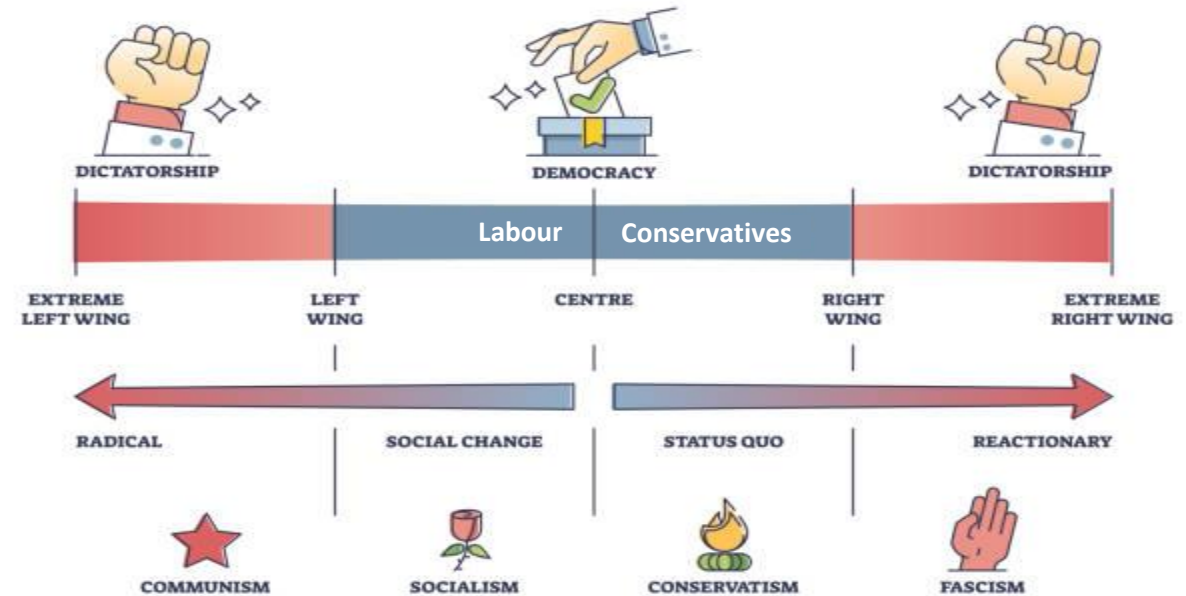 DICTATORSHIP
DEMOCRACY
DICTATORSHIP
Labour
Conservatives
EXTREME
LEFT WING
LEFT
WING
CENTRE
RIGHT
WING
EXTREME
RIGHT WING
RADICAL
SOCIAL CHANGE
STATUS QUO
REACTIONARY
COMMUNISM
SOCIALISM
CONSERVATISM
FASCISM